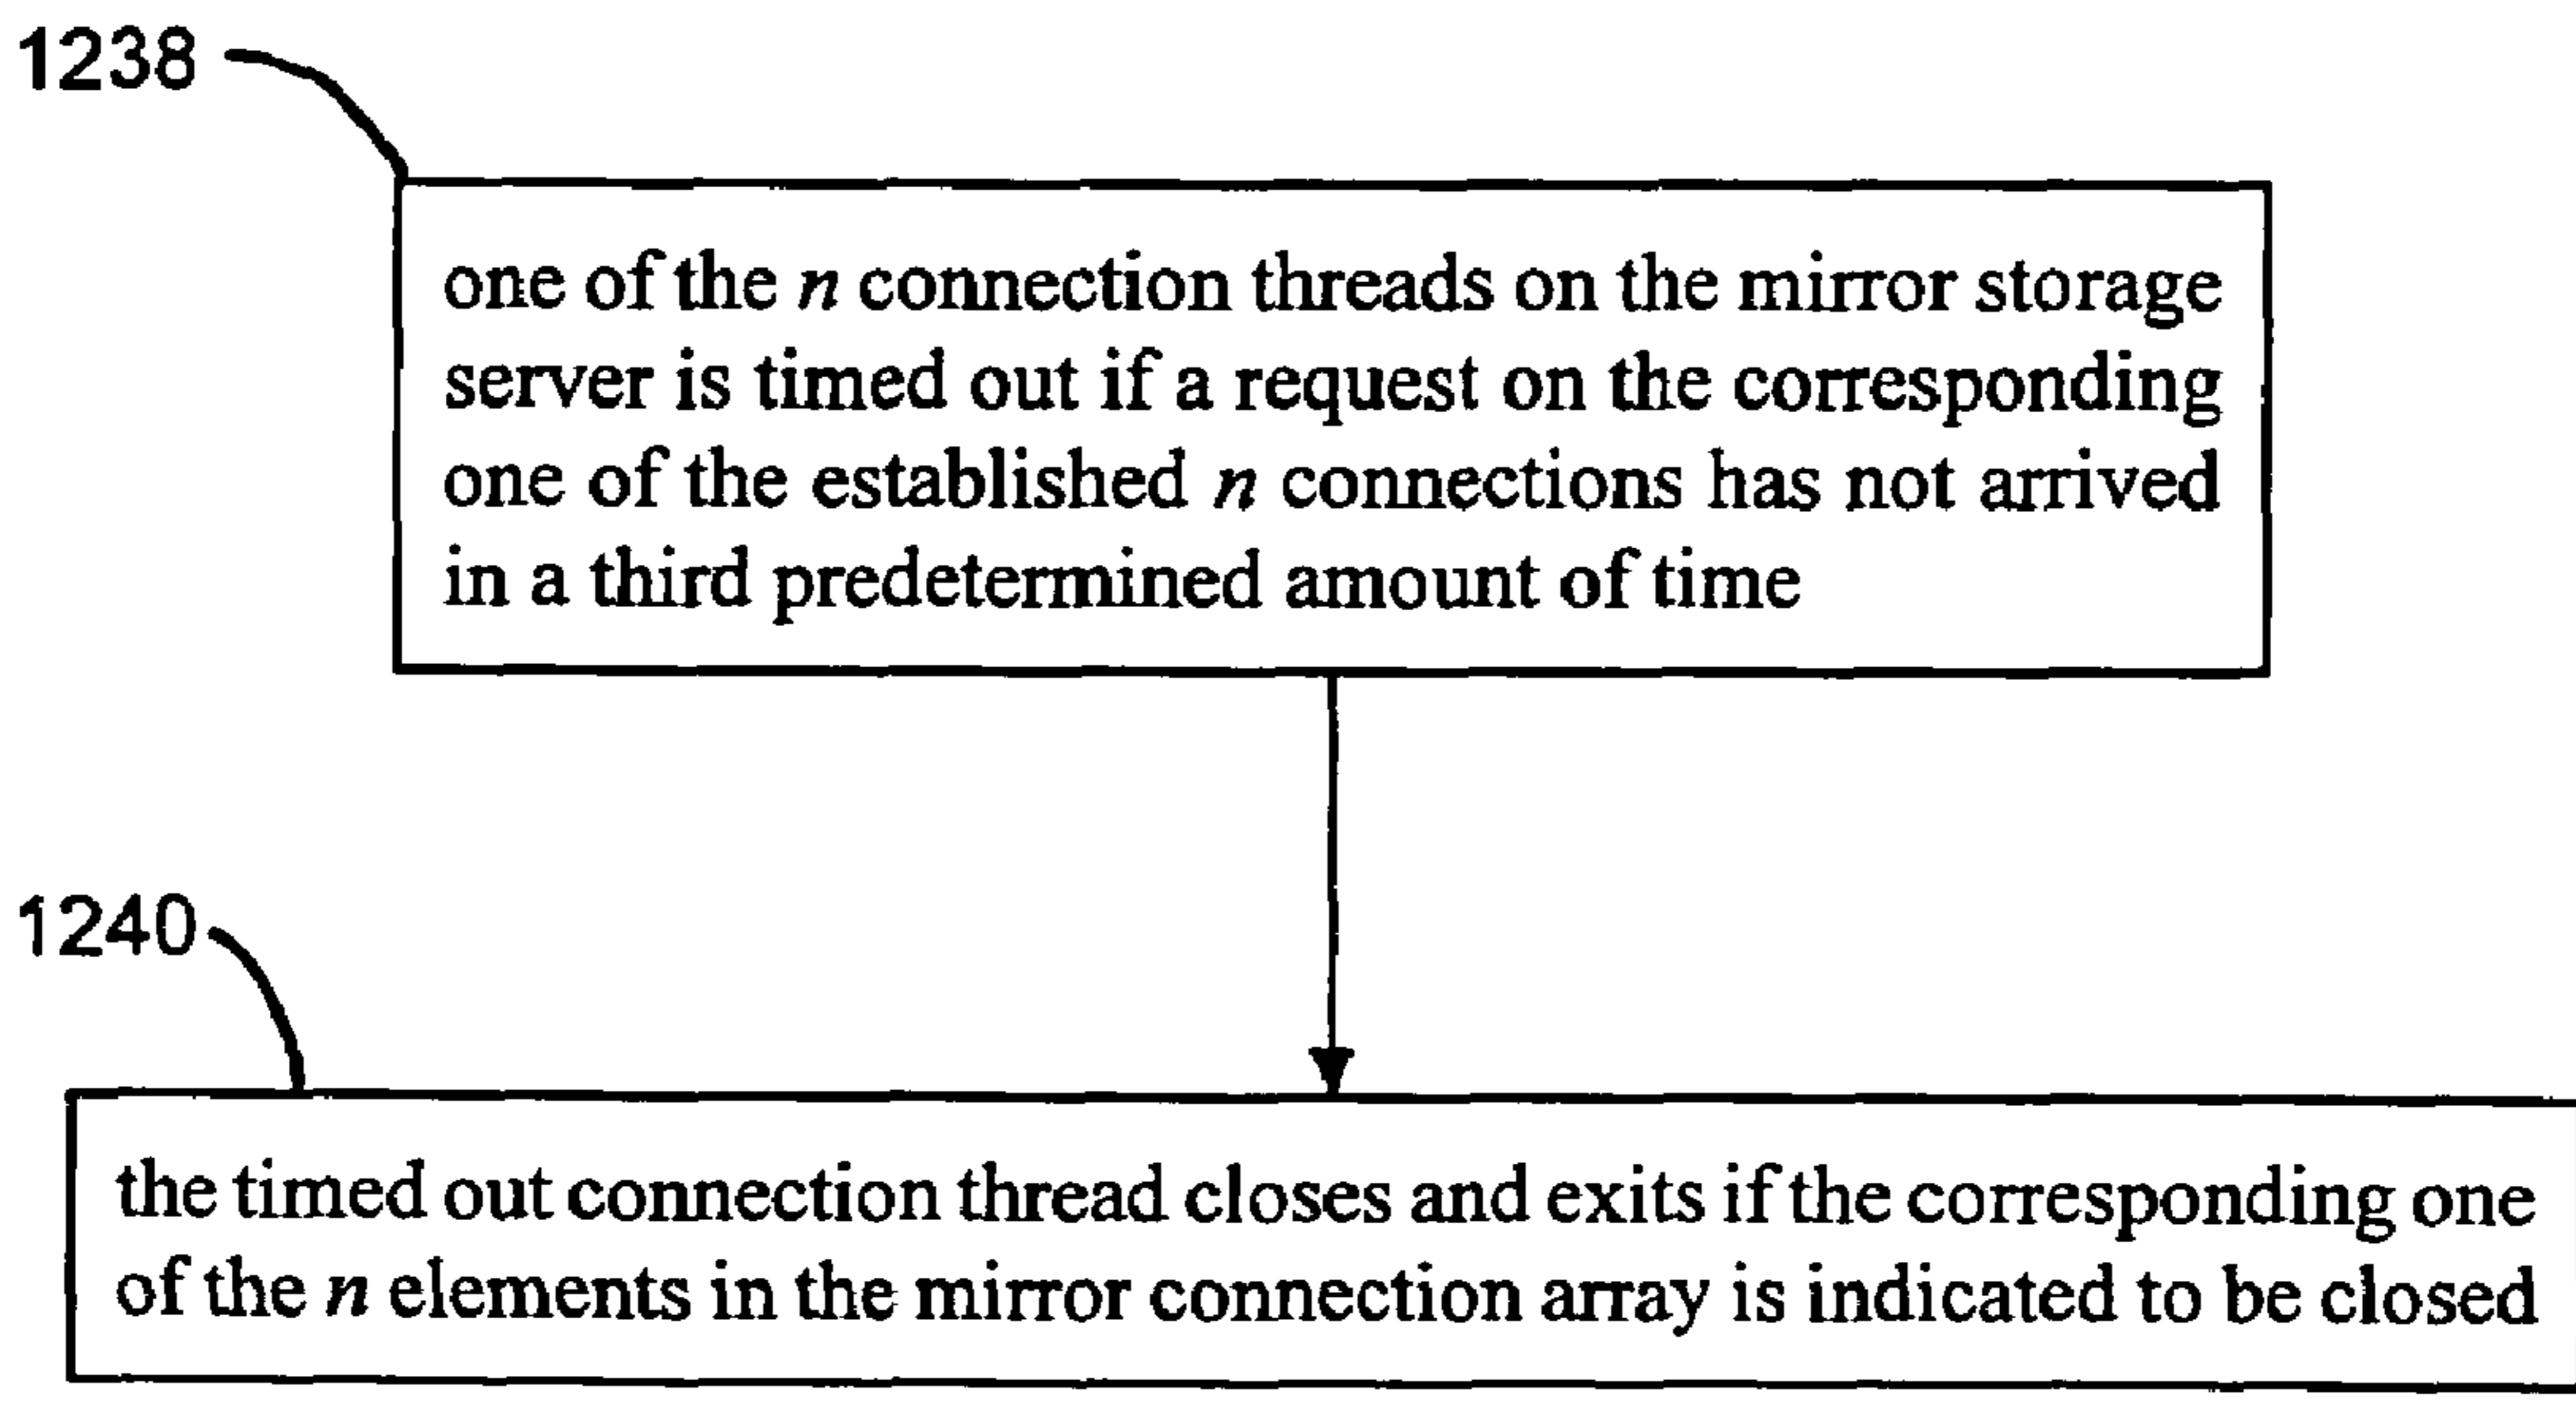 1238
one of the n connection threads on the mirror storage
server is timed out if a request on the corresponding
one of the established n connections has not arrived
in a third predetermined amount of time
1240
the timed out connection thread closes and exits if the corresponding one
of the n elements in the mirror connection array is indicated to be closed